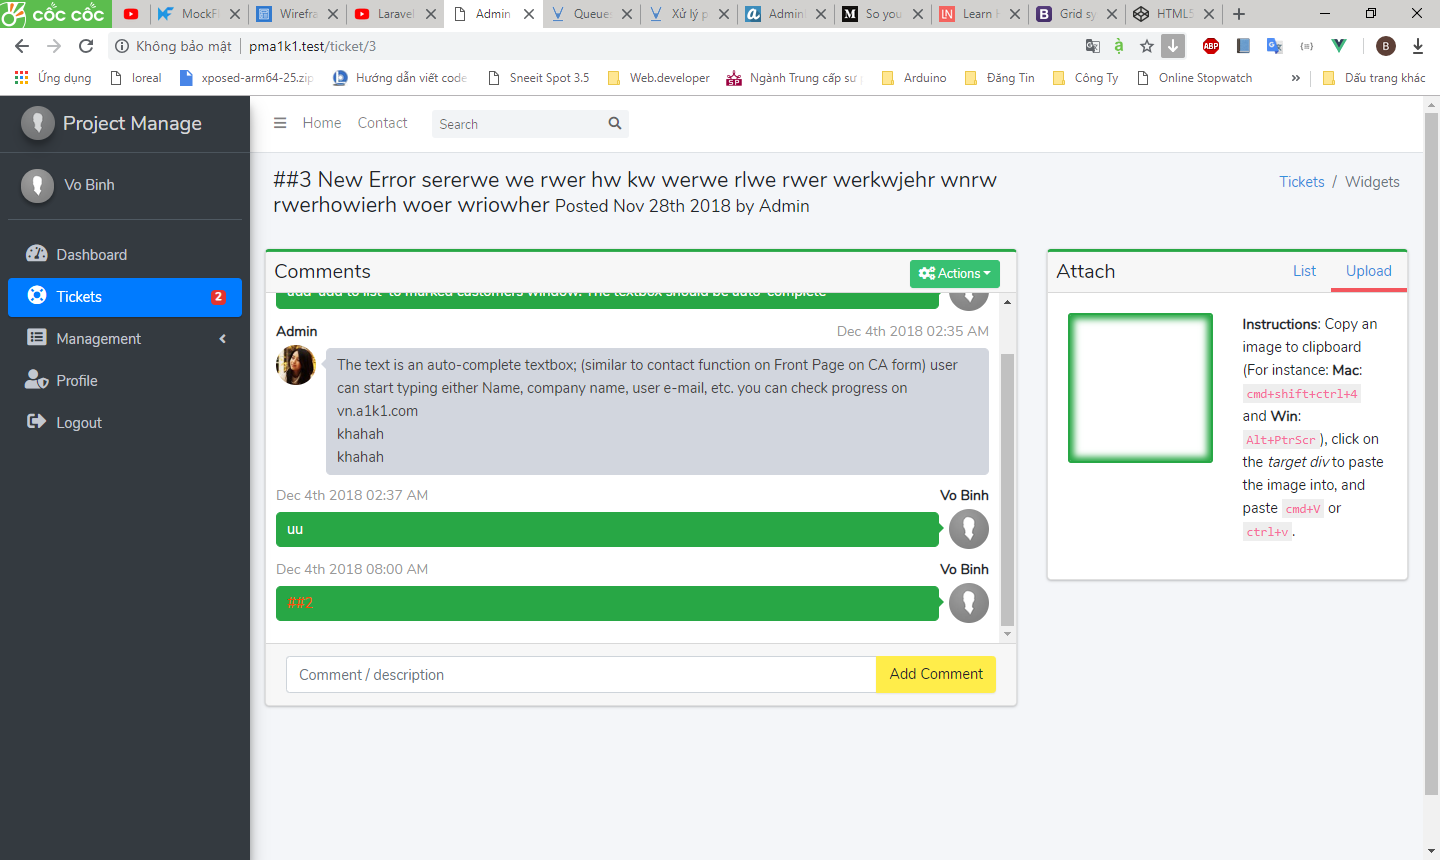 cốc cốc
MockFl
Wirefra
Laravel
Admin
Queues
Xử lý p
Admini
So you
Learn H
Grid sy
HTML5
Không bảo mật
pma1k1.test/ticket/3
ABP
B
Ứng dụng
loreal
xposed-arm64-25.zip
Hướng dẫn viết code
Sneeit Spot 3.5
Web.developer
Ngành Trung cấp sư
Arduino
Đăng Tin
Công Ty
Online Stopwatch
»
Dấu trang khác
Project Manage
Vo Binh
Dashboard
Tickets
2
Management
Profile
Logout
Home
Contact
Search
##3 New Error sererwe we rwer hw kw werwe rlwe rwer werkwjehr wnrw
rwerhowierh woer wriowher Posted Nov 28th 2018 by Admin
Tickets / Widgets
Comments
Actions
Admin
Dec 4th 2018 02:35 AM
The text is an auto-complete textbox; (similar to contact function on Front Page on CA form) user
can start typing either Name, company name, user e-mail, etc. you can check progress on
vn.a1k1.com
khahah
khahah
Dec 4th 2018 02:37 AM
Vo Binh
uu
Dec 4th 2018 08:00 AM
Vo Binh
##2
Comment / description
Add Comment
Attach
List
Upload
Instructions: Copy an
image to clipboard
(For instance: Mac:
cmd+shift+ctrl+4
and Win:
Alt+PtrScr), click on
the target div to paste
the image into, and
paste cmd+V or
ctrl+v.